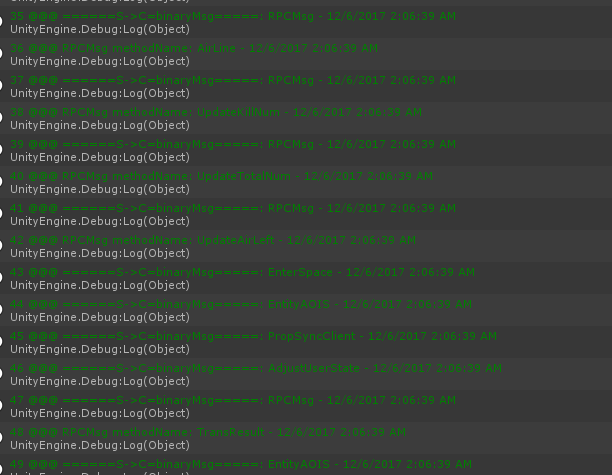 35 @@@ ======S->C=binaryMsg=====: RPCMsg - 12/6/2017 2:06:39 AM
UnityEngine.Debug:Log(Object)
36 @@@ RPCMsg methodName: AirLine - 12/6/2017 2:06:39 AM
UnityEngine.Debug:Log(Object)
37 @@@ ======S->C=binaryMsg=====: RPCMsg - 12/6/2017 2:06:39 AM
UnityEngine.Debug:Log(Object)
38 @@@ RPCMsg methodName: UpdateKillNum - 12/6/2017 2:06:39 AM
UnityEngine.Debug:Log(Object)
39 @@@ ======S->C=binaryMsg=====: RPCMsg - 12/6/2017 2:06:39 AM
UnityEngine.Debug:Log(Object)
40 @@@ RPCMsg methodName: UpdateTotalNum - 12/6/2017 2:06:39 AM
UnityEngine.Debug:Log(Object)
41 @@@ ======S->C=binaryMsg=====: RPCMsg - 12/6/2017 2:06:39 AM
UnityEngine.Debug:Log(Object)
42 @@@ RPCMsg methodName: UpdateAirLeft - 12/6/2017 2:06:39 AM
UnityEngine.Debug:Log(Object)
43 @@@ ======S->C=binaryMsg=====: EnterSpace - 12/6/2017 2:06:39 AM
UnityEngine.Debug:Log(Object)
44 @@@ ======S->C=binaryMsg=====: EntityAOIS - 12/6/2017 2:06:39 AM
UnityEngine.Debug:Log(Object)
45 @@@ ======S->C=binaryMsg=====: PropSyncClient - 12/6/2017 2:06:39 AM
UnityEngine.Debug:Log(Object)
46 @@@ ======S->C=binaryMsg=====: AdjustUserState - 12/6/2017 2:06:39 AM
UnityEngine.Debug:Log(Object)
47 @@@ ======S->C=binaryMsg=====: RPCMsg - 12/6/2017 2:06:39 AM
UnityEngine.Debug:Log(Object)
48 @@@ RPCMsg methodName: TransResult - 12/6/2017 2:06:39 AM
UnityEngine.Debug:Log(Object)
49 @@@ ======S->C=binaryMsg=====: EntityAOIS - 12/6/2017 2:06:39 AM